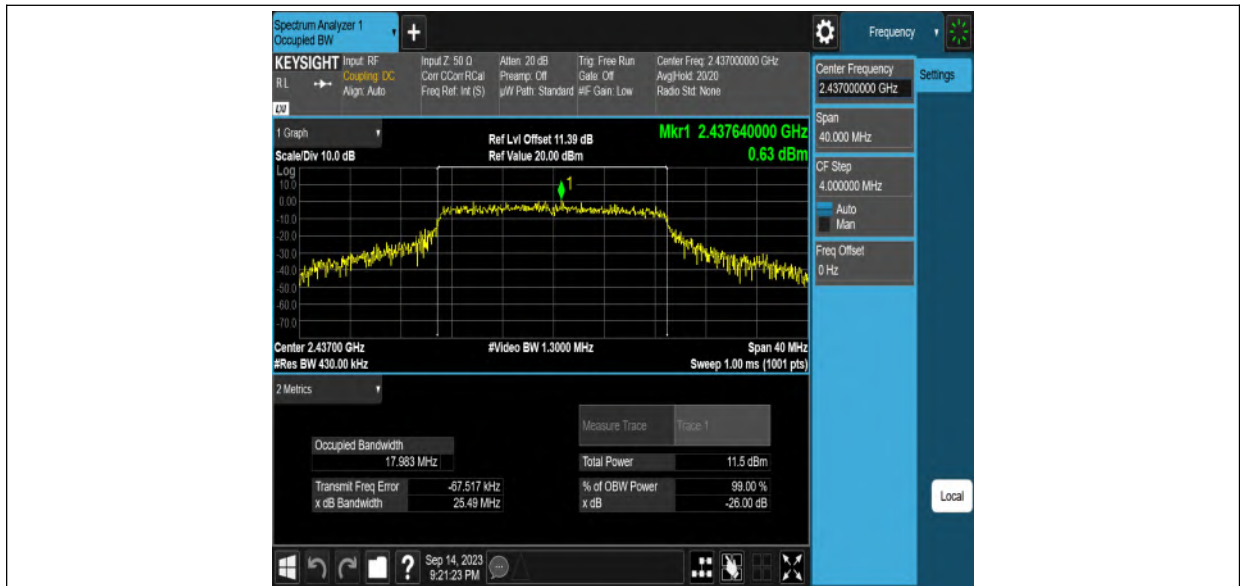 Spectrum Analyzer 1
Occupied BW
+
Frequency
KEYSIGHT Input: RF Input Z: 50 Ω Atten: 20 dB Trig: Free Run Center Freq: 2.437000000 GHz
RL Coupling: DC Corr CCorr RCal Preamp: Off Gate: Off Avg|Hold: 20/20
Align: Auto Freq Ref: Int (S) µW Path: Standard #IF Gain: Low Radio Std: None
LXI
Center Frequency
2.437000000 GHz
Settings
Span
40.000 MHz
CF Step
4.000000 MHz
Auto
Man
Freq Offset
0 Hz
Local
1 Graph
Scale/Div 10.0 dB
Ref Lvl Offset 11.39 dB
Ref Value 20.00 dBm
Mkr1 2.437640000 GHz
0.63 dBm
Log
10.0
0.00
-10.0
-20.0
-30.0
-40.0
-50.0
-60.0
-70.0
1
Center 2.43700 GHz #Video BW 1.3000 MHz Span 40 MHz
#Res BW 430.00 kHz Sweep 1.00 ms (1001 pts)
2 Metrics
Measure Trace Trace 1
Occupied Bandwidth
17.983 MHz
Total Power 11.5 dBm
Transmit Freq Error -67.517 kHz % of OBW Power 99.00 %
x dB Bandwidth 25.49 MHz x dB -26.00 dB
?
Sep 14, 2023
9:21:23 PM